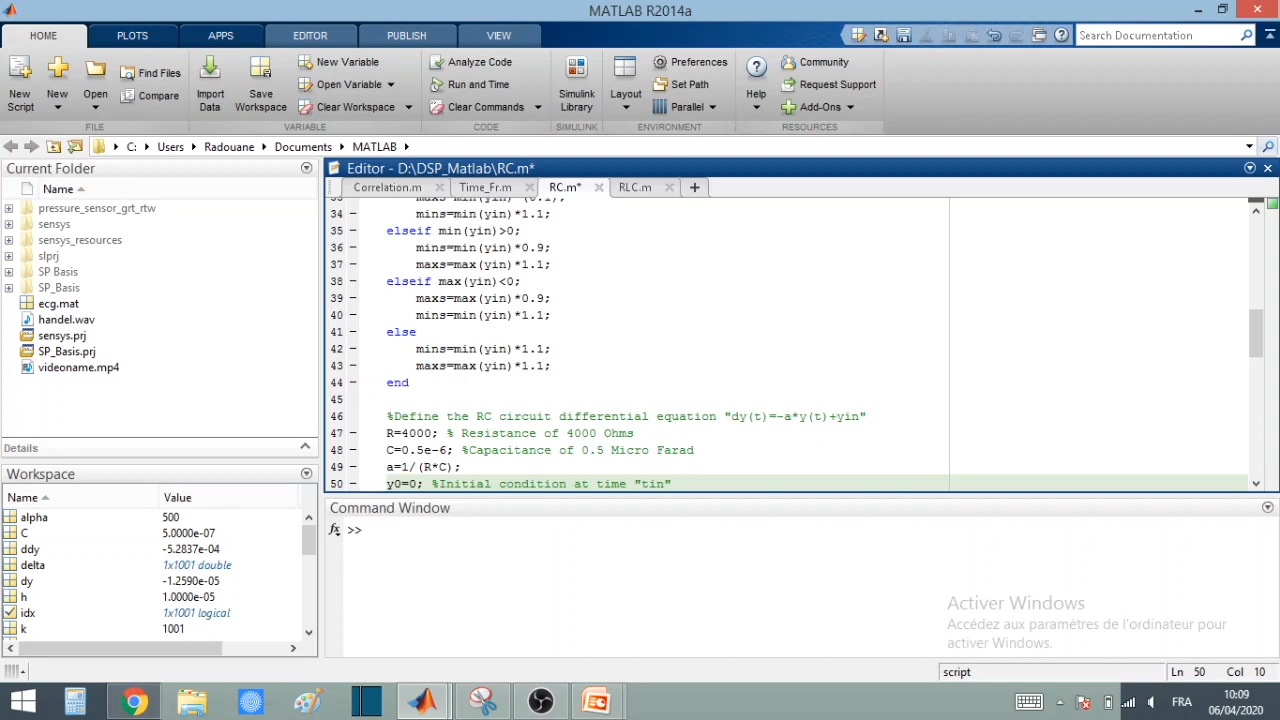 MATLAB R2014a
HOME PLOTS APPS EDITOR PUBLISH VIEW Search Documentation
New Script New Open Find Files Compare Import Data Save Workspace New Variable Open Variable Clear Workspace Analyze Code Run and Time Clear Commands Simulink Library Layout Preferences Set Path Parallel Help Community Request Support Add-Ons
FILE VARIABLE CODE SIMULINK ENVIRONMENT RESOURCES
C: Users Radouane Documents MATLAB
Current Folder
Name
pressure_sensor_grt_rtw
sensys
sensys_resources
slprj
SP Basis
SP_Basis
ecg.mat
handel.wav
sensys.prj
SP_Basis.prj
videoname.mp4
Details
Workspace
Name Value
alpha 500
C 5.0000e-07
ddy -5.2837e-04
delta 1x1001 double
dy -1.2590e-05
h 1.0000e-05
idx 1x1001 logical
k 1001
Editor - D:\DSP_Matlab\RC.m*
Correlation.m Time_Fr.m RC.m* RLC.m
34 mins=min(yin)*1.1;
35 elseif min(yin)>0;
36 mins=min(yin)*0.9;
37 maxs=max(yin)*1.1;
38 elseif max(yin)<0;
39 maxs=max(yin)*0.9;
40 mins=min(yin)*1.1;
41 else
42 mins=min(yin)*1.1;
43 maxs=max(yin)*1.1;
44 end
45
46 %Define the RC circuit differential equation "dy(t)=-a*y(t)+yin"
47 R=4000; % Resistance of 4000 Ohms
48 C=0.5e-6; %Capacitance of 0.5 Micro Farad
49 a=1/(R*C);
50 y0=0; %Initial condition at time "tin"
Command Window
fx >>
Activer Windows
Accédez aux paramètres de l'ordinateur pour
activer Windows.
script Ln 50 Col 10
FRA 10:09
06/04/2020